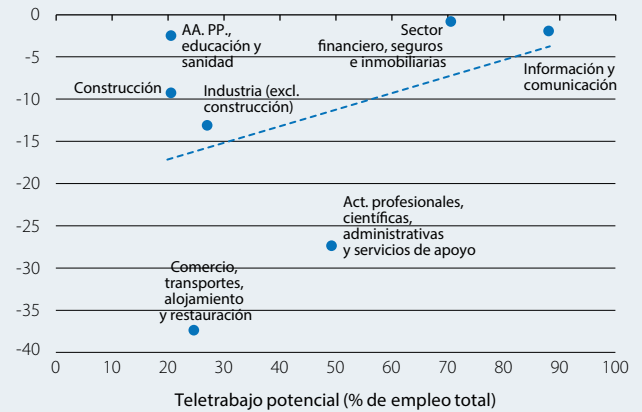 0
-5
-10
-15
-20
-25
-30
-35
-40
AA. PP.,
educación y
sanidad
Sector
financiero, seguros
e inmobiliarias
Información y
comunicación
Construcción
Industria (excl.
construcción)
Act. profesionales,
científicas,
administrativas
y servicios de apoyo
Comercio,
transportes,
alojamiento
y restauración
0 10 20 30 40 50 60 70 80 90 100
Teletrabajo potencial (% de empleo total)